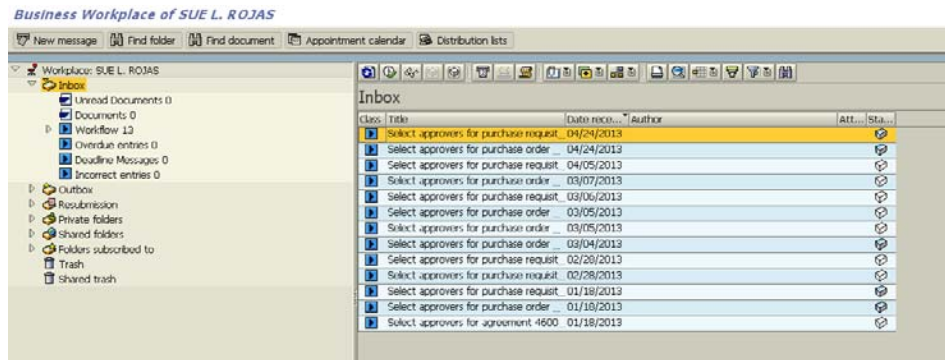 Business Workplace of SUE L. ROJAS
New message Find folder Find document Appointment calendar Distribution lists
Workplace: SUE L. ROJAS
Inbox
Unread Documents 0
Documents 0
Workflow 13
Overdue entries 0
Deadline Messages 0
Incorrect entries 0
Outbox
Resubmission
Private folders
Shared folders
Folders subscribed to
Trash
Shared trash
Inbox
Class Title Date rece... Author Att... Sta...
Select approvers for purchase requisit_ 04/24/2013
Select approvers for purchase order _ 04/24/2013
Select approvers for purchase requisit_ 04/05/2013
Select approvers for purchase order _ 03/07/2013
Select approvers for purchase requisit_ 03/06/2013
Select approvers for purchase order _ 03/05/2013
Select approvers for purchase order _ 03/05/2013
Select approvers for purchase order _ 03/04/2013
Select approvers for purchase requisit_ 02/28/2013
Select approvers for purchase requisit_ 02/28/2013
Select approvers for purchase requisit_ 01/18/2013
Select approvers for purchase order _ 01/18/2013
Select approvers for agreement 4600_ 01/18/2013